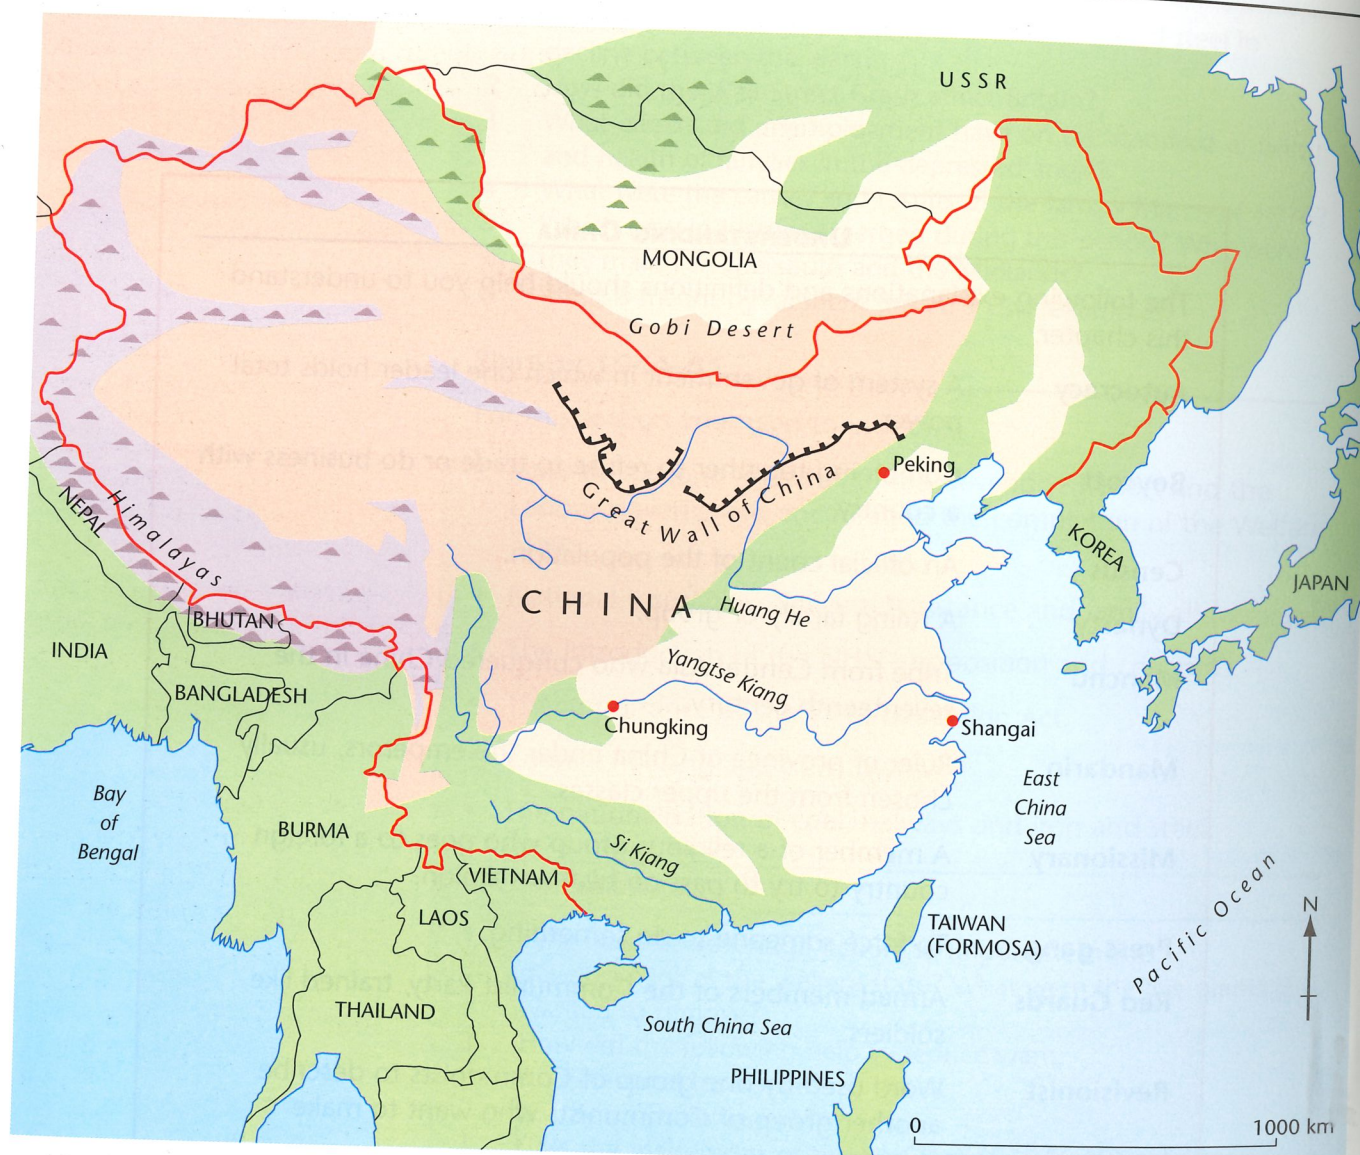 USSR
MONGOLIA
Gobi Desert
Peking
Great Wall of China
Himalayas
NEPAL
KOREA
JAPAN
CHINA
Huang He
BHUTAN
INDIA
Yangtse Kiang
BANGLADESH
Chungking
Shangai
Bay
of
Bengal
East
China
Sea
BURMA
Si Kiang
VIETNAM
LAOS
TAIWAN
(FORMOSA)
Pacific Ocean
N
THAILAND
South China Sea
PHILIPPINES
0 1000 km